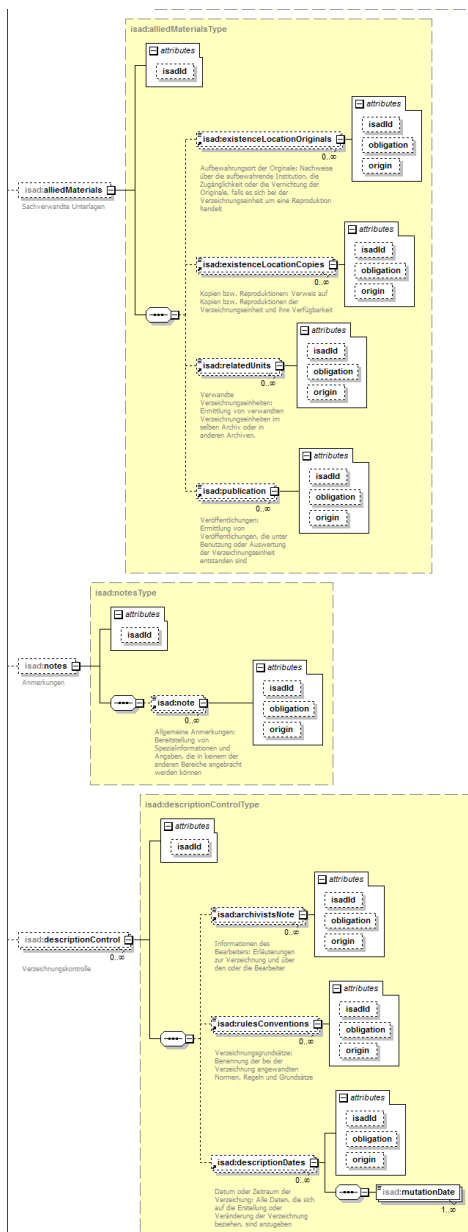 isad:alliedMaterialsType
attributes
isadId
isad:existenceLocationOriginals
0..∞
Aufbewahrungsort der Orginale: Nachweise
über die aufbewahrende Institution, die
Zugänglichkeit oder die Vernichtung der
Originale, falls es sich bei der
Verzeichnungseinheit um eine Reproduktion
handelt
attributes
isadId
obligation
origin
isad:alliedMaterials
Sachverwandte Unterlagen
isad:existenceLocationCopies
0..∞
Kopien bzw. Reproduktionen: Verweis auf
Kopien bzw. Reproduktionen der
Verzeichnungseinheit und ihre Verfügbarkeit
attributes
isadId
obligation
origin
isad:relatedUnits
0..∞
Verwandte
Verzeichnungseinheiten:
Ermittlung von verwandten
Verzeichnungseinheiten im
selben Archiv oder in
anderen Archiven.
attributes
isadId
obligation
origin
isad:publication
0..∞
Veröffentlichungen:
Ermittlung von
Veröffentlichungen, die unter
Benutzung oder Auswertung
der Verzeichnungseinheit
entstanden sind
attributes
isadId
obligation
origin
isad:notesType
attributes
isadId
isad:notes
Anmerkungen
isad:note
0..∞
Allgemeine Anmerkungen:
Bereitstellung von
Spezialinformationen und
Angaben, die in keinem der
anderen Bereiche angebracht
werden können
attributes
isadId
obligation
origin
isad:descriptionControlType
attributes
isadId
isad:descriptionControl
0..∞
Verzeichnungskontrolle
isad:archivistsNote
0..∞
Informationen des
Bearbeiters: Erläuterungen
zur Verzeichnung und über
den oder die Bearbeiter
attributes
isadId
obligation
origin
isad:rulesConventions
0..∞
Verzeichnungsgrundsätze:
Benennung der bei der
Verzeichnung angewandten
Normen, Regeln und Grundsätze
attributes
isadId
obligation
origin
isad:descriptionDates
0..∞
Datum oder Zeitraum der
Verzeichung: Alle Daten, die sich
auf die Erstellung oder
Veränderung der Verzeichnung
beziehen, sind anzugeben
attributes
isadId
obligation
origin
isad:mutationDate
1..∞